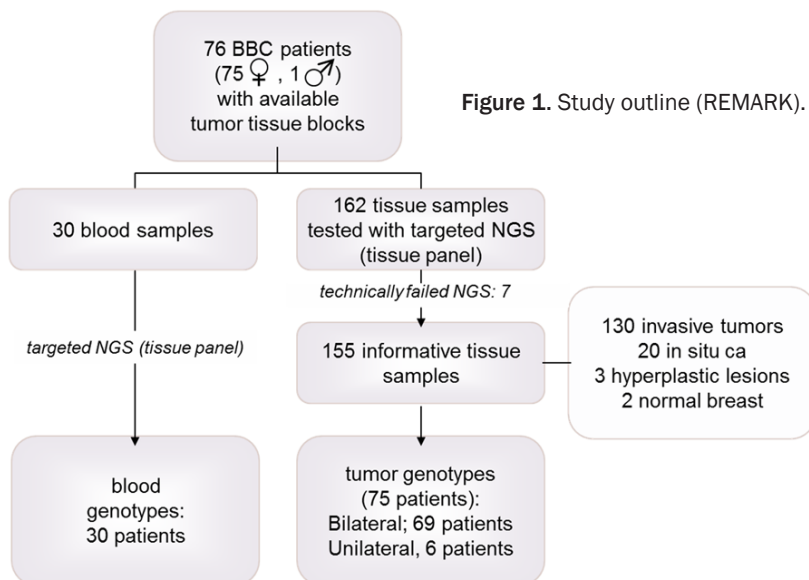 76 BBC patients
(75 ♀ , 1 ♂)
with available
tumor tissue blocks
Figure 1. Study outline (REMARK).
30 blood samples
162 tissue samples
tested with targeted NGS
(tissue panel)
technically failed NGS: 7
targeted NGS (tissue panel)
155 informative tissue
samples
130 invasive tumors
20 in situ ca
3 hyperplastic lesions
2 normal breast
blood
genotypes:
30 patients
tumor genotypes
(75 patients):
Bilateral; 69 patients
Unilateral, 6 patients